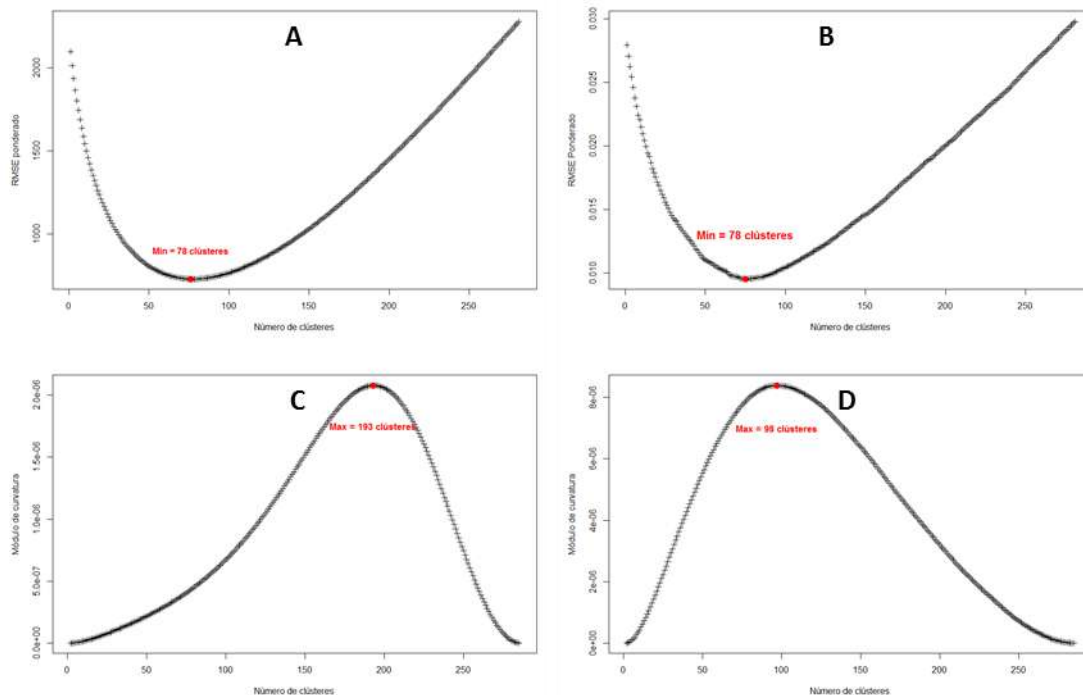 A
RMSE ponderado
2000
1500
1000
Min = 78 clústeres
0 50 100 150 200 250
Número de clústeres
B
RMSE Ponderado
0.030
0.025
0.020
0.015
0.010
Min = 78 clústeres
0 50 100 150 200 250
Número de clústeres
C
Módulo de curvatura
2.0e-06
1.5e-06
1.0e-06
5.0e-07
0.0e+00
Max = 193 clústeres
0 50 100 150 200 250
Número de clústeres
D
Módulo de curvatura
8e-06
6e-06
4e-06
2e-06
0e+00
Max = 98 clústeres
0 50 100 150 200 250
Número de clústeres